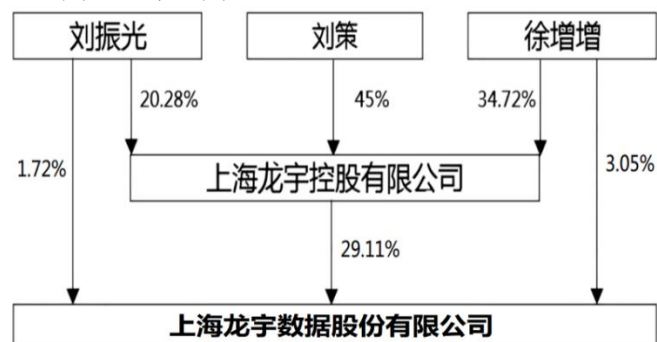 刘振光
刘策
徐增增
20.28%
45%
34.72%
1.72%
3.05%
上海龙宇控股有限公司
29.11%
上海龙宇数据股份有限公司